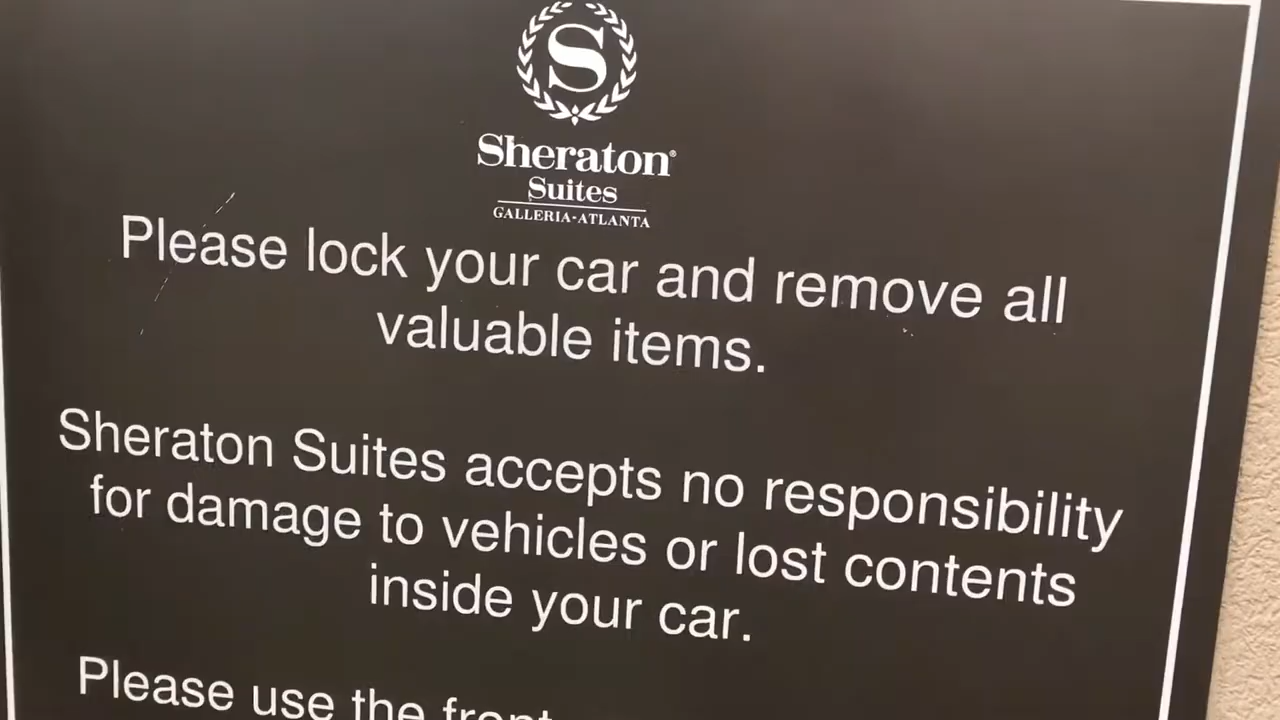 S
Sheraton®
Suites
GALLERIA-ATLANTA
Please lock your car and remove all
valuable items.
Sheraton Suites accepts no responsibility
for damage to vehicles or lost contents
inside your car.
Please use the front